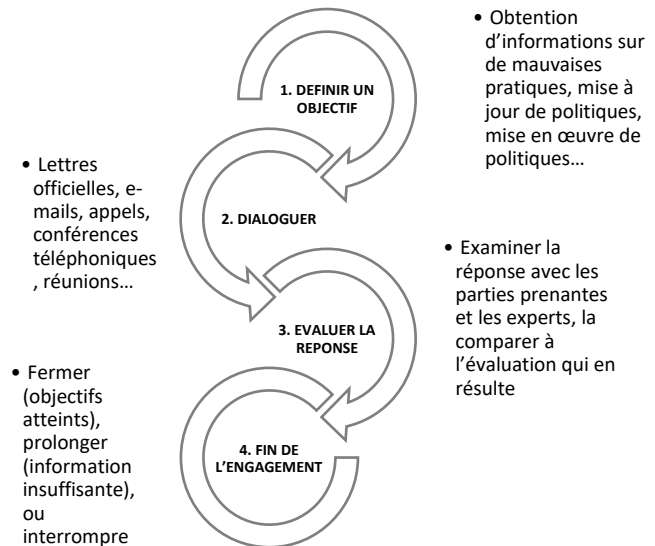 1. DEFINIR UN
OBJECTIF
• Obtention
d’informations sur
de mauvaises
pratiques, mise à
jour de politiques,
mise en œuvre de
politiques…
• Lettres
officielles, e-
mails, appels,
conférences
téléphoniques
, réunions…
2. DIALOGUER
3. EVALUER LA
REPONSE
• Examiner la
réponse avec les
parties prenantes
et les experts, la
comparer à
l’évaluation qui en
résulte
• Fermer
(objectifs
atteints),
prolonger
(information
insuffisante),
ou
interrompre
4. FIN DE
L’ENGAGEMENT